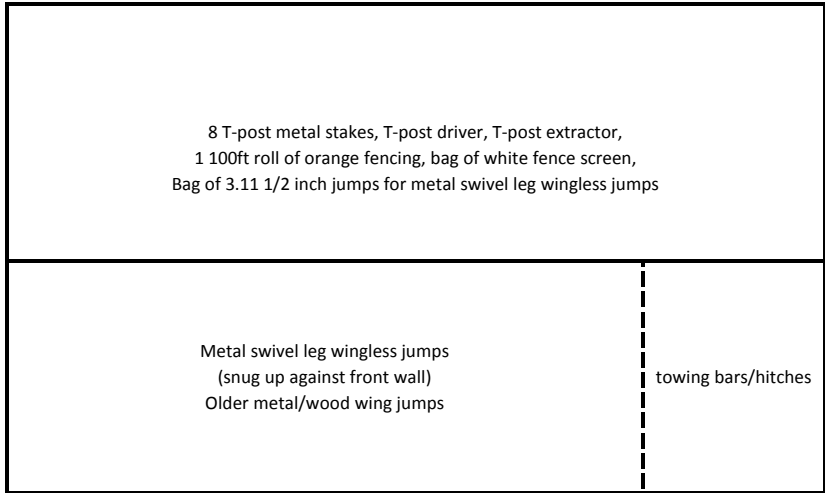 8 T-post metal stakes, T-post driver, T-post extractor,
1 100ft roll of orange fencing, bag of white fence screen,
Bag of 3.11 1/2 inch jumps for metal swivel leg wingless jumps
Metal swivel leg wingless jumps
(snug up against front wall)
Older metal/wood wing jumps
towing bars/hitches